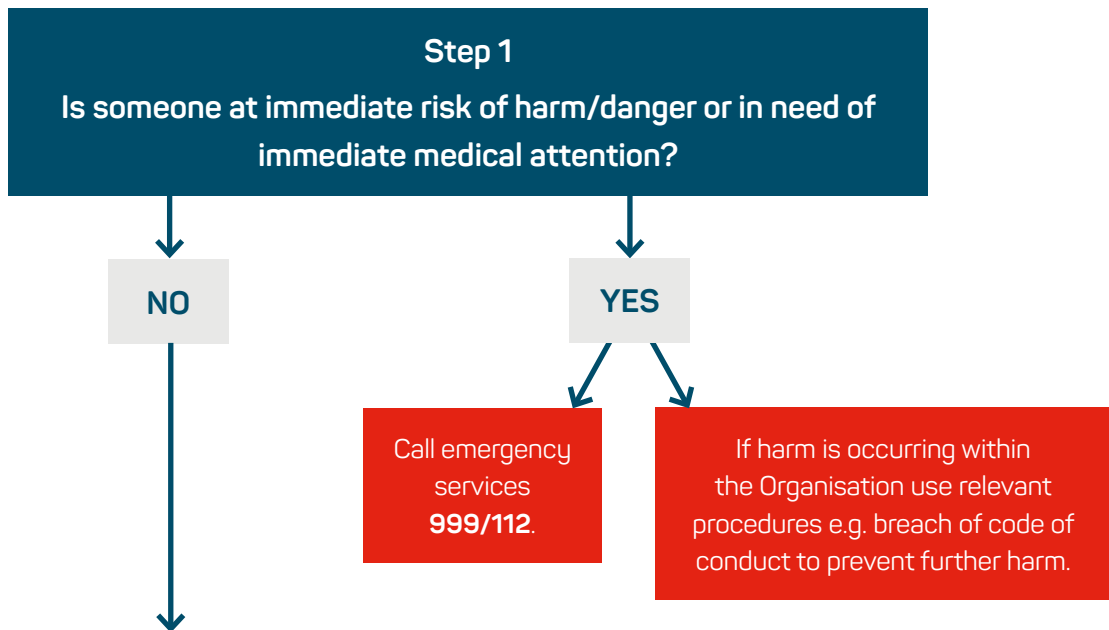 Step 1
Is someone at immediate risk of harm/danger or in need of
immediate medical attention?
NO
YES
Call emergency
services
999/112.
If harm is occurring within
the Organisation use relevant
procedures e.g. breach of code of
conduct to prevent further harm.